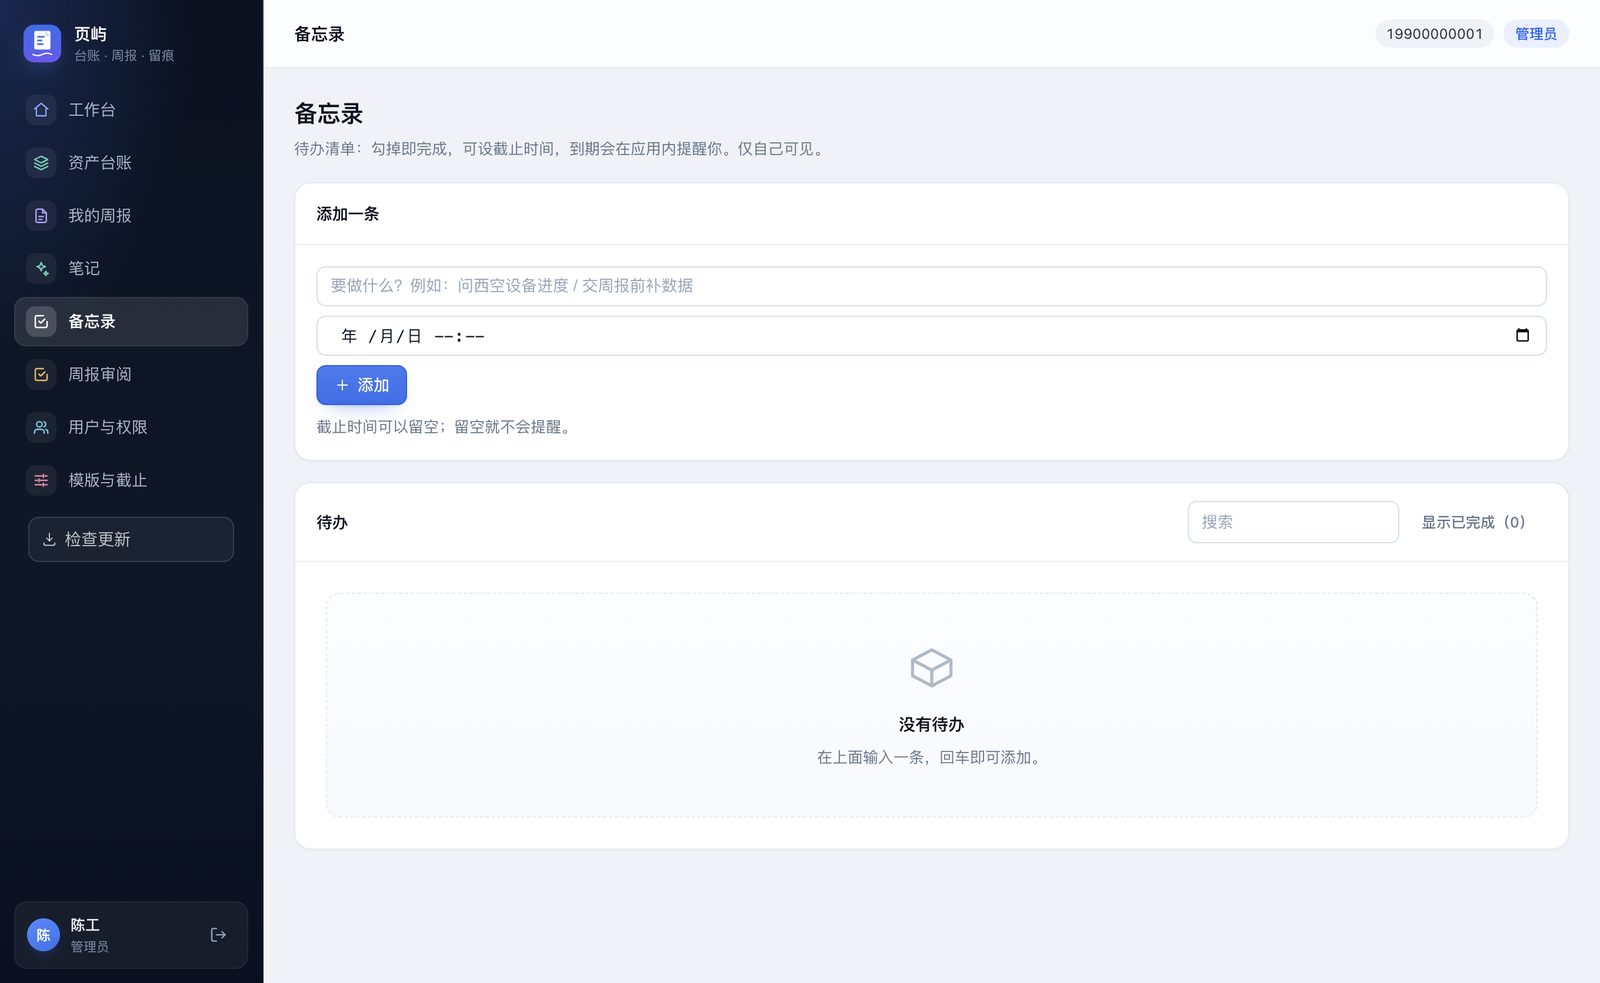 页屿
台账 · 周报 · 留痕
工作台
资产台账
我的周报
笔记
备忘录
周报审阅
用户与权限
模版与截止
检查更新
陈
陈工
管理员
备忘录
19900000001
管理员
备忘录
待办清单：勾掉即完成，可设截止时间，到期会在应用内提醒你。仅自己可见。
添加一条
要做什么？例如：问西空设备进度 / 交周报前补数据
年 /月/日 --:--
添加
截止时间可以留空；留空就不会提醒。
待办
搜索
显示已完成（0）
没有待办
在上面输入一条，回车即可添加。